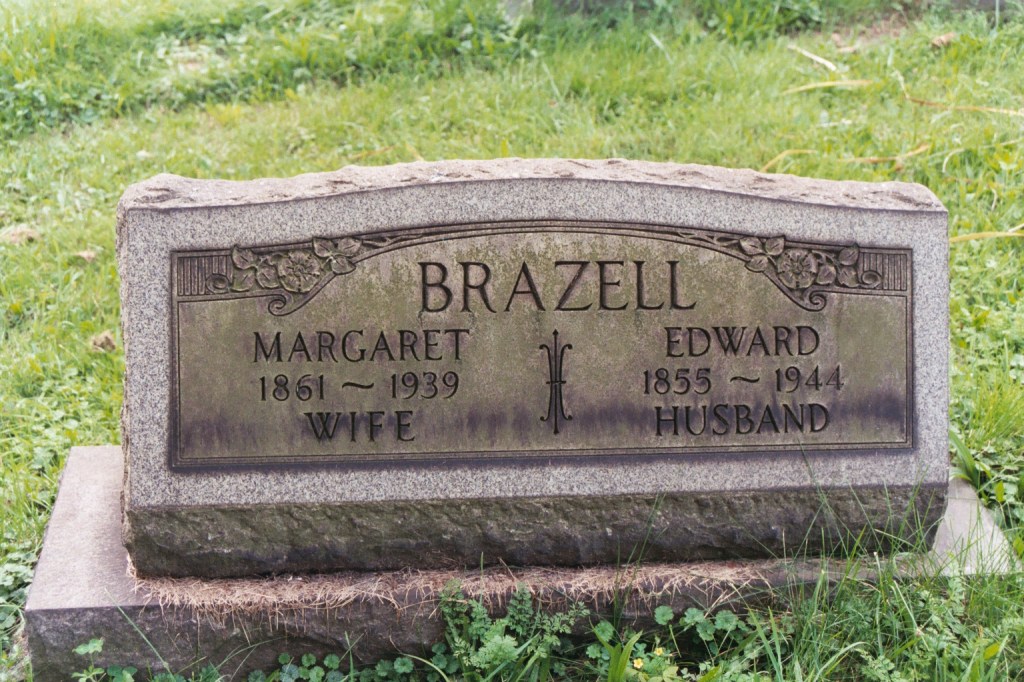 BRAZELL
MARGARET EDWARD
1861 ~ 1939 1855 ~ 1944
WIFE HUSBAND